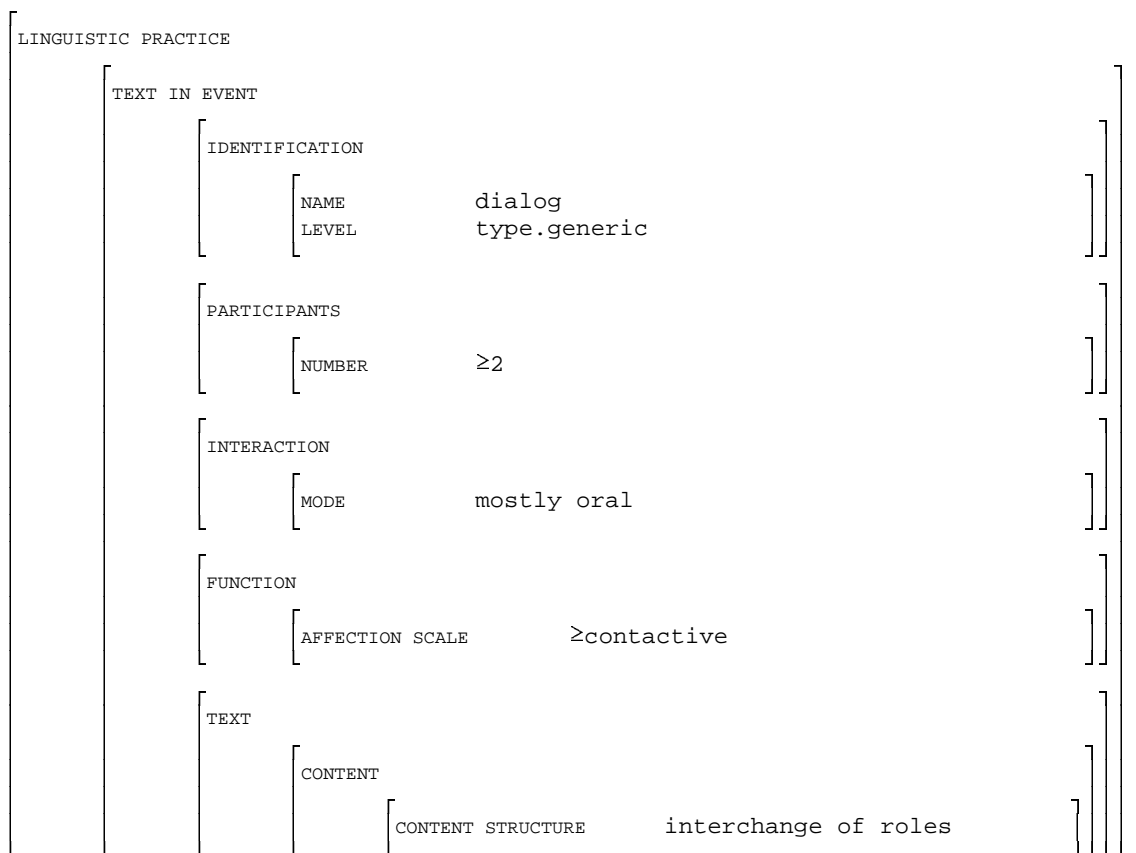 LINGUISTIC PRACTICE
TEXT IN EVENT
IDENTIFICATION
NAME dialog
LEVEL type.generic
PARTICIPANTS
NUMBER ≥2
INTERACTION
MODE mostly oral
FUNCTION
AFFECTION SCALE ≥contactive
TEXT
CONTENT
CONTENT STRUCTURE interchange of roles